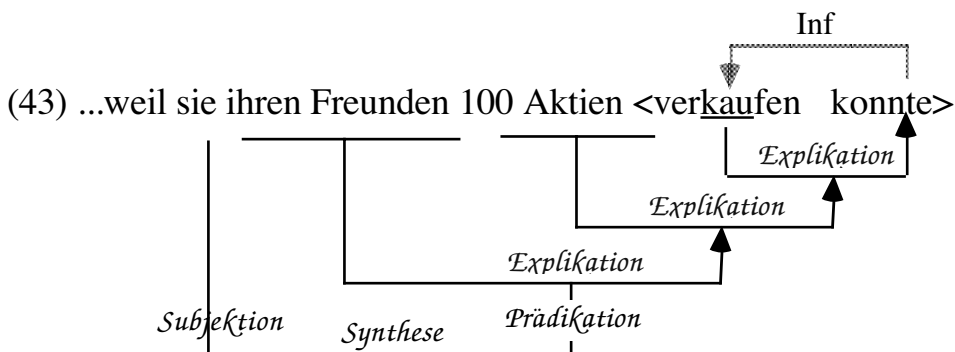 Inf
(43) ...weil sie ihren Freunden 100 Aktien <verkaufen konnte>
Explikation
Explikation
Explikation
Subjektion Synthese Prädikation